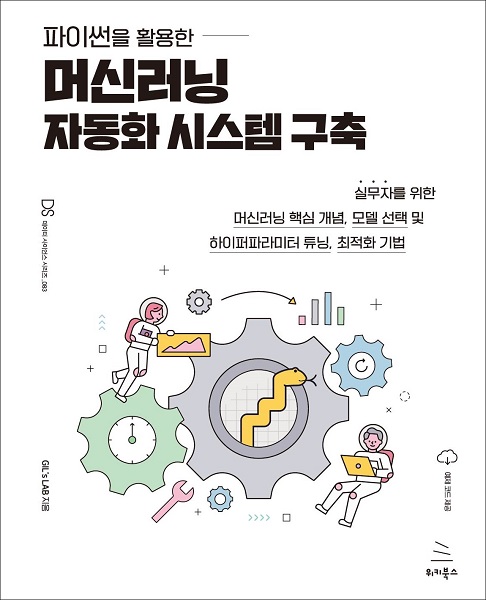 파이썬을 활용한
머신러닝
자동화 시스템 구축
실무자를 위한
머신러닝 핵심 개념, 모델 선택 및
하이퍼파라미터 튜닝, 최적화 기법
DS 데이터 사이언스 시리즈_083
GIL's LAB 지음
예제 코드 제공
위키북스